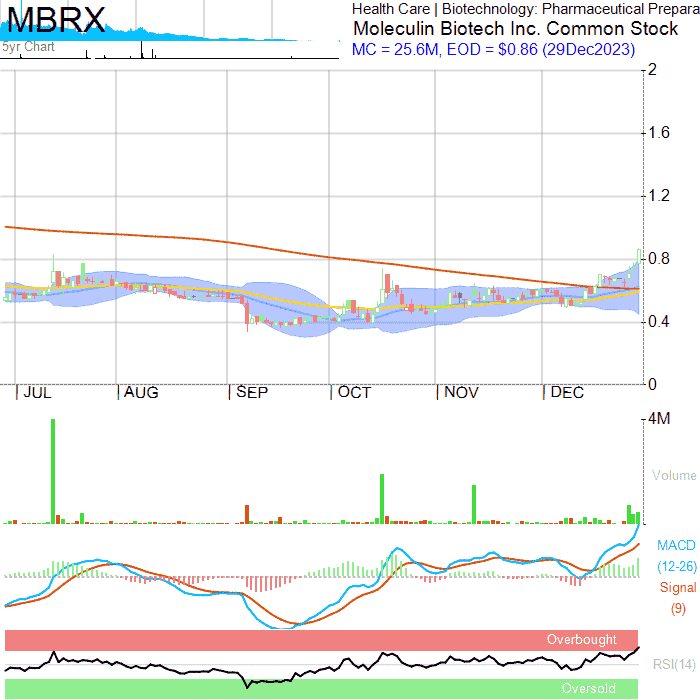 MBRX
5yr Chart
Health Care | Biotechnology: Pharmaceutical Prepara
Moleculin Biotech Inc. Common Stock
MC = 25.6M, EOD = $0.86 (29Dec2023)
2
1.6
1.2
0.8
0.4
0
JUL AUG SEP OCT NOV DEC
4M
Volume
MACD
(12-26)
Signal
(9)
Overbought
RSI(14)
Oversold